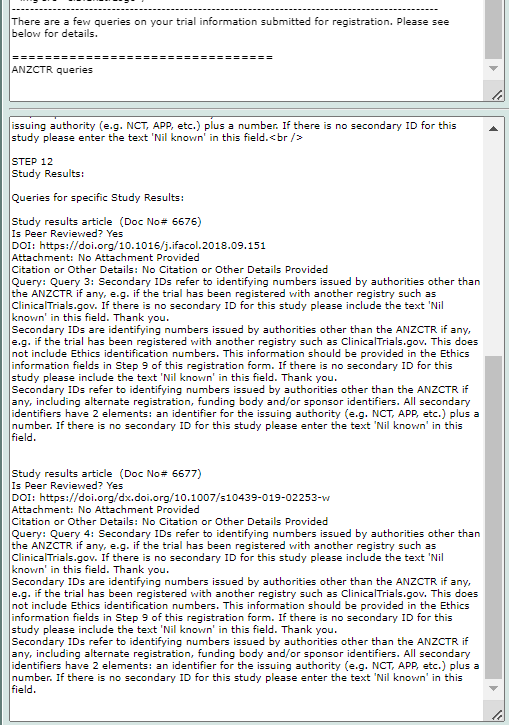 --------------------------------------------------------------------------------
There are a few queries on your trial information submitted for registration. Please see
below for details.
================================
ANZCTR queries
issuing authority (e.g. NCT, APP, etc.) plus a number. If there is no secondary ID for this
study please enter the text 'Nil known' in this field.<br />
STEP 12
Study Results:
Queries for specific Study Results:
Study results article  (Doc No# 6676)
Is Peer Reviewed? Yes
DOI: https://doi.org/10.1016/j.ifacol.2018.09.151
Attachment: No Attachment Provided
Citation or Other Details: No Citation or Other Details Provided
Query: Query 3: Secondary IDs refer to identifying numbers issued by authorities other than
the ANZCTR if any, e.g. if the trial has been registered with another registry such as
ClinicalTrials.gov. If there is no secondary ID for this study please include the text 'Nil
known' in this field. Thank you.
Secondary IDs are identifying numbers issued by authorities other than the ANZCTR if any,
e.g. if the trial has been registered with another registry such as ClinicalTrials.gov. This does
not include Ethics identification numbers. This information should be provided in the Ethics
information fields in Step 9 of this registration form. If there is no secondary ID for this
study please include the text 'Nil known' in this field. Thank you.
Secondary IDs refer to identifying numbers issued by authorities other than the ANZCTR if
any, including alternate registration, funding body and/or sponsor identifiers. All secondary
identifiers have 2 elements: an identifier for the issuing authority (e.g. NCT, APP, etc.) plus a
number. If there is no secondary ID for this study please enter the text 'Nil known' in this
field.
Study results article  (Doc No# 6677)
Is Peer Reviewed? Yes
DOI: https://doi.org/dx.doi.org/10.1007/s10439-019-02253-w
Attachment: No Attachment Provided
Citation or Other Details: No Citation or Other Details Provided
Query: Query 4: Secondary IDs refer to identifying numbers issued by authorities other than
the ANZCTR if any, e.g. if the trial has been registered with another registry such as
ClinicalTrials.gov. If there is no secondary ID for this study please include the text 'Nil
known' in this field. Thank you.
Secondary IDs are identifying numbers issued by authorities other than the ANZCTR if any,
e.g. if the trial has been registered with another registry such as ClinicalTrials.gov. This does
not include Ethics identification numbers. This information should be provided in the Ethics
information fields in Step 9 of this registration form. If there is no secondary ID for this
study please include the text 'Nil known' in this field. Thank you.
Secondary IDs refer to identifying numbers issued by authorities other than the ANZCTR if
any, including alternate registration, funding body and/or sponsor identifiers. All secondary
identifiers have 2 elements: an identifier for the issuing authority (e.g. NCT, APP, etc.) plus a
number. If there is no secondary ID for this study please enter the text 'Nil known' in this
field.